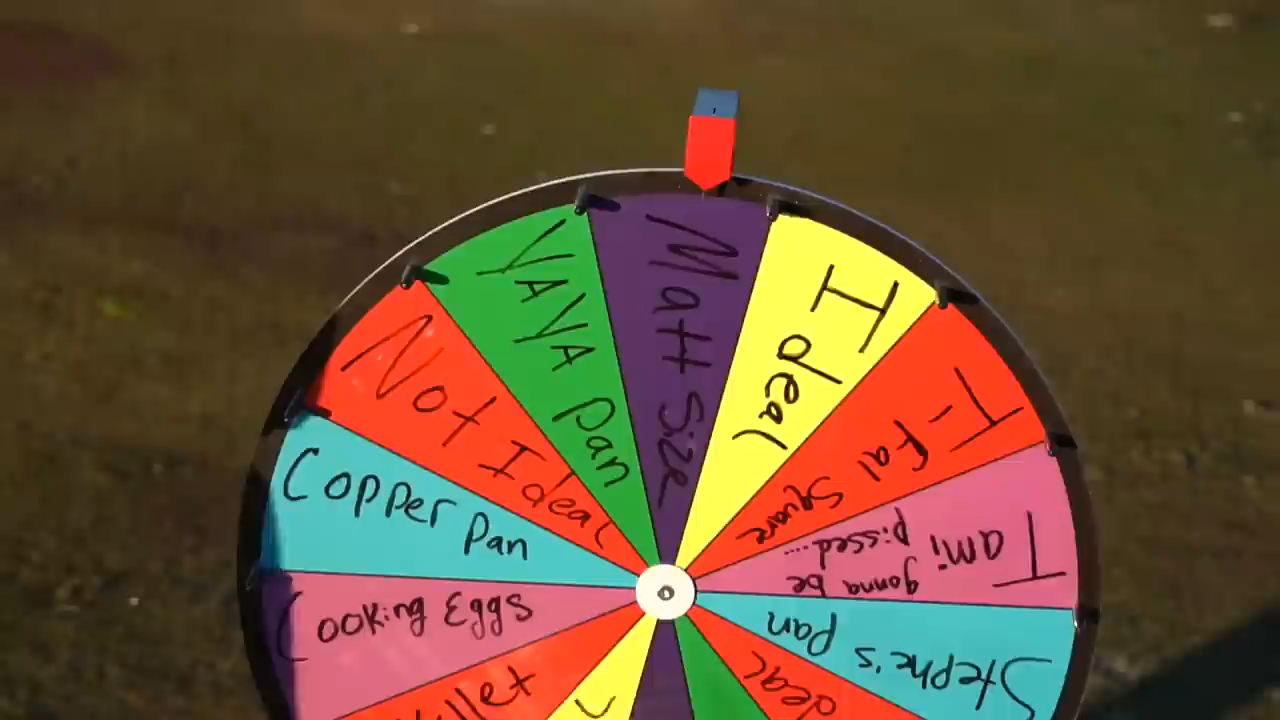 Copper Pan
Not Ideal
YAYA Pan
Matt Size
Ideal
T-fal Square
Tami gonna be
pissed....
Stephe's Pan
Cooking Eggs
deal